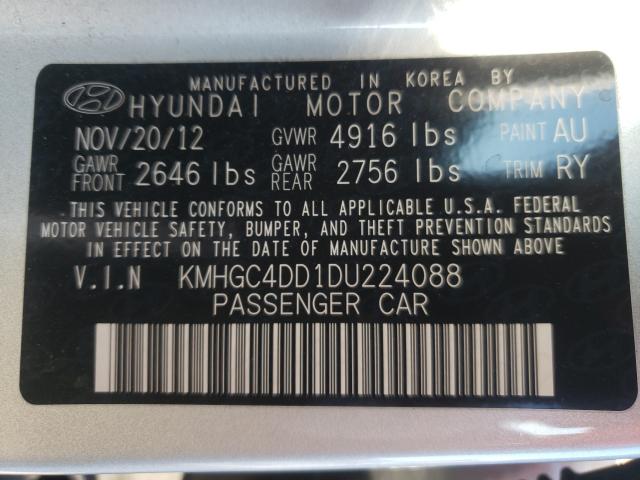 MANUFACTURED IN KOREA BY
HYUNDAI MOTOR COMPANY
NOV/20/12 GVWR 4916 lbs PAINT AU
GAWR FRONT 2646 lbs GAWR REAR 2756 lbs TRIM RY
THIS VEHICLE CONFORMS TO ALL APPLICABLE U.S.A. FEDERAL
MOTOR VEHICLE SAFETY, BUMPER, AND THEFT PREVENTION STANDARDS
IN EFFECT ON THE DATE OF MANUFACTURE SHOWN ABOVE
V.I.N KMHGC4DD1DU224088
PASSENGER CAR